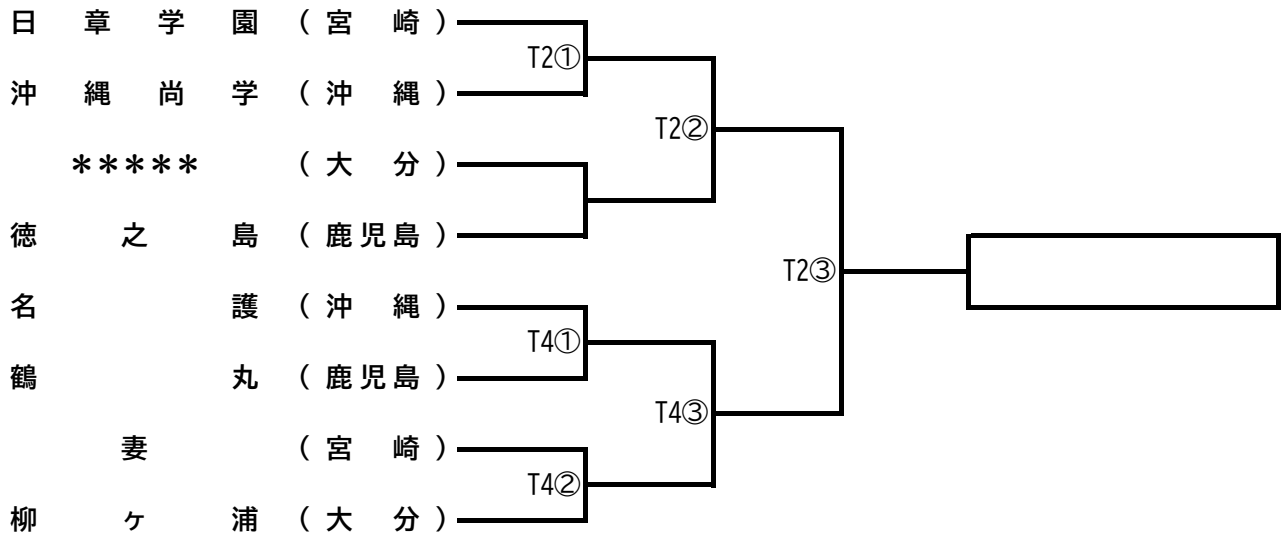 日章学園(宮崎)
T2①
沖縄尚学(沖縄)
T2②
*****(大分)
徳之島(鹿児島)
T2③
名護(沖縄)
T4①
鶴丸(鹿児島)
T4③
妻(宮崎)
T4②
柳ヶ浦(大分)